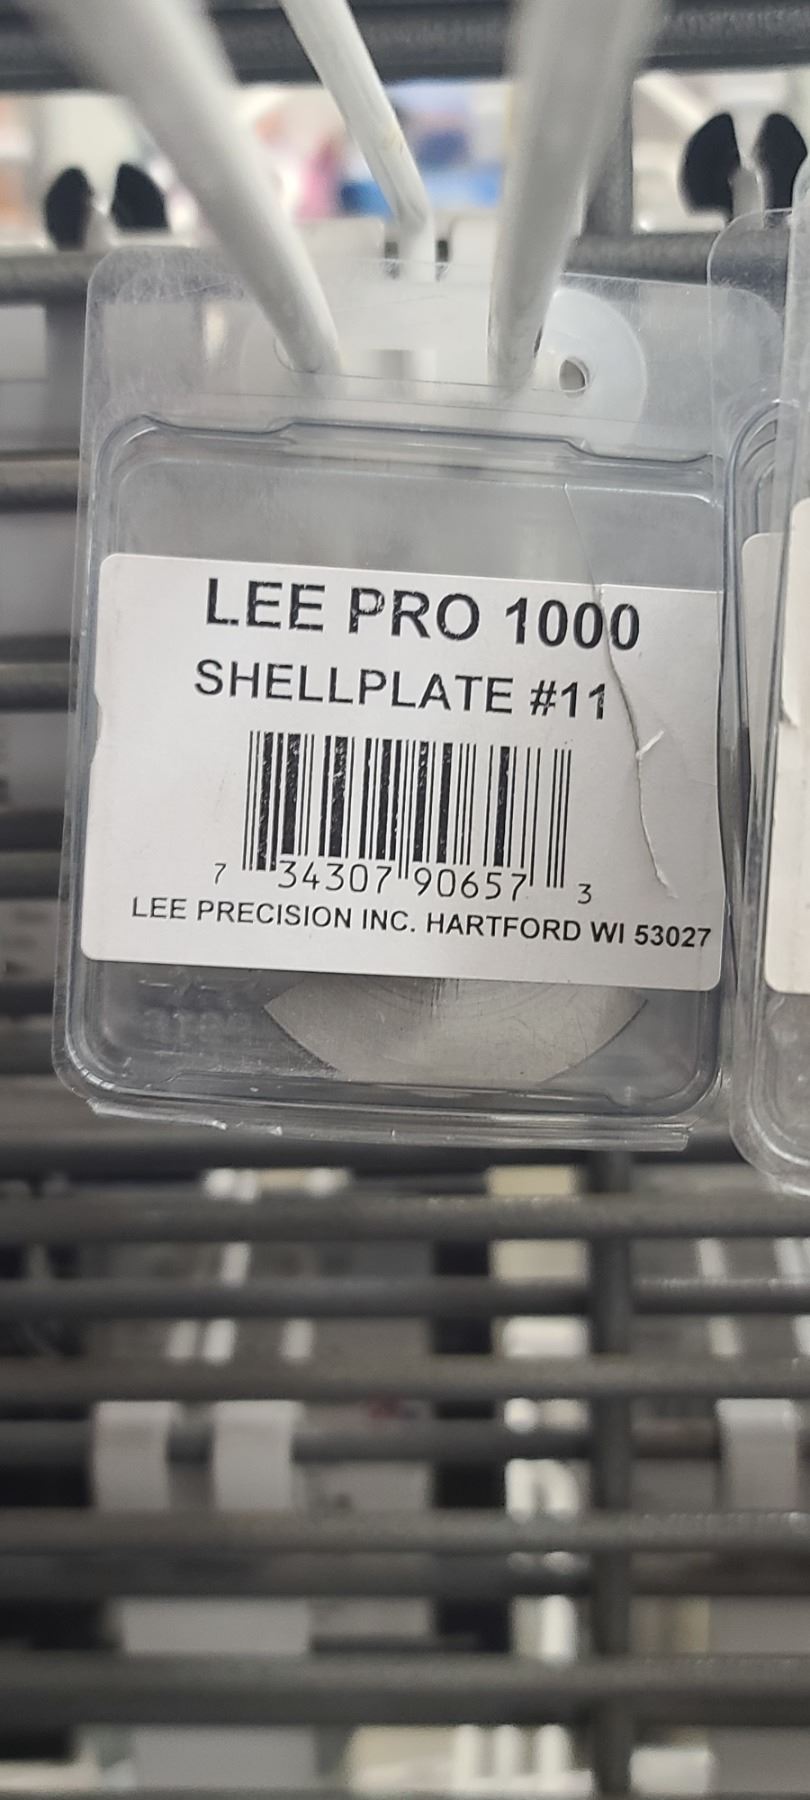 LEE PRO 1000
SHELLPLATE #11
7 34307 90657 3
LEE PRECISION INC. HARTFORD WI 53027